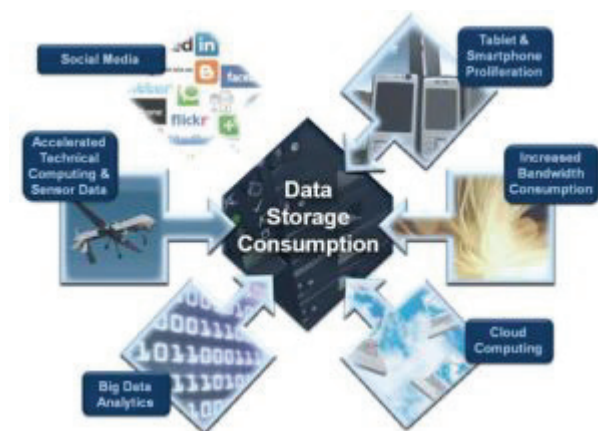 Social Media
in
flickr
Tablet &
Smartphone
Proliferation
Accelerated
Technical
Computing &
Sensor Data
Increased
Bandwidth
Consumption
Data
Storage
Consumption
Big Data
Analytics
Cloud
Computing